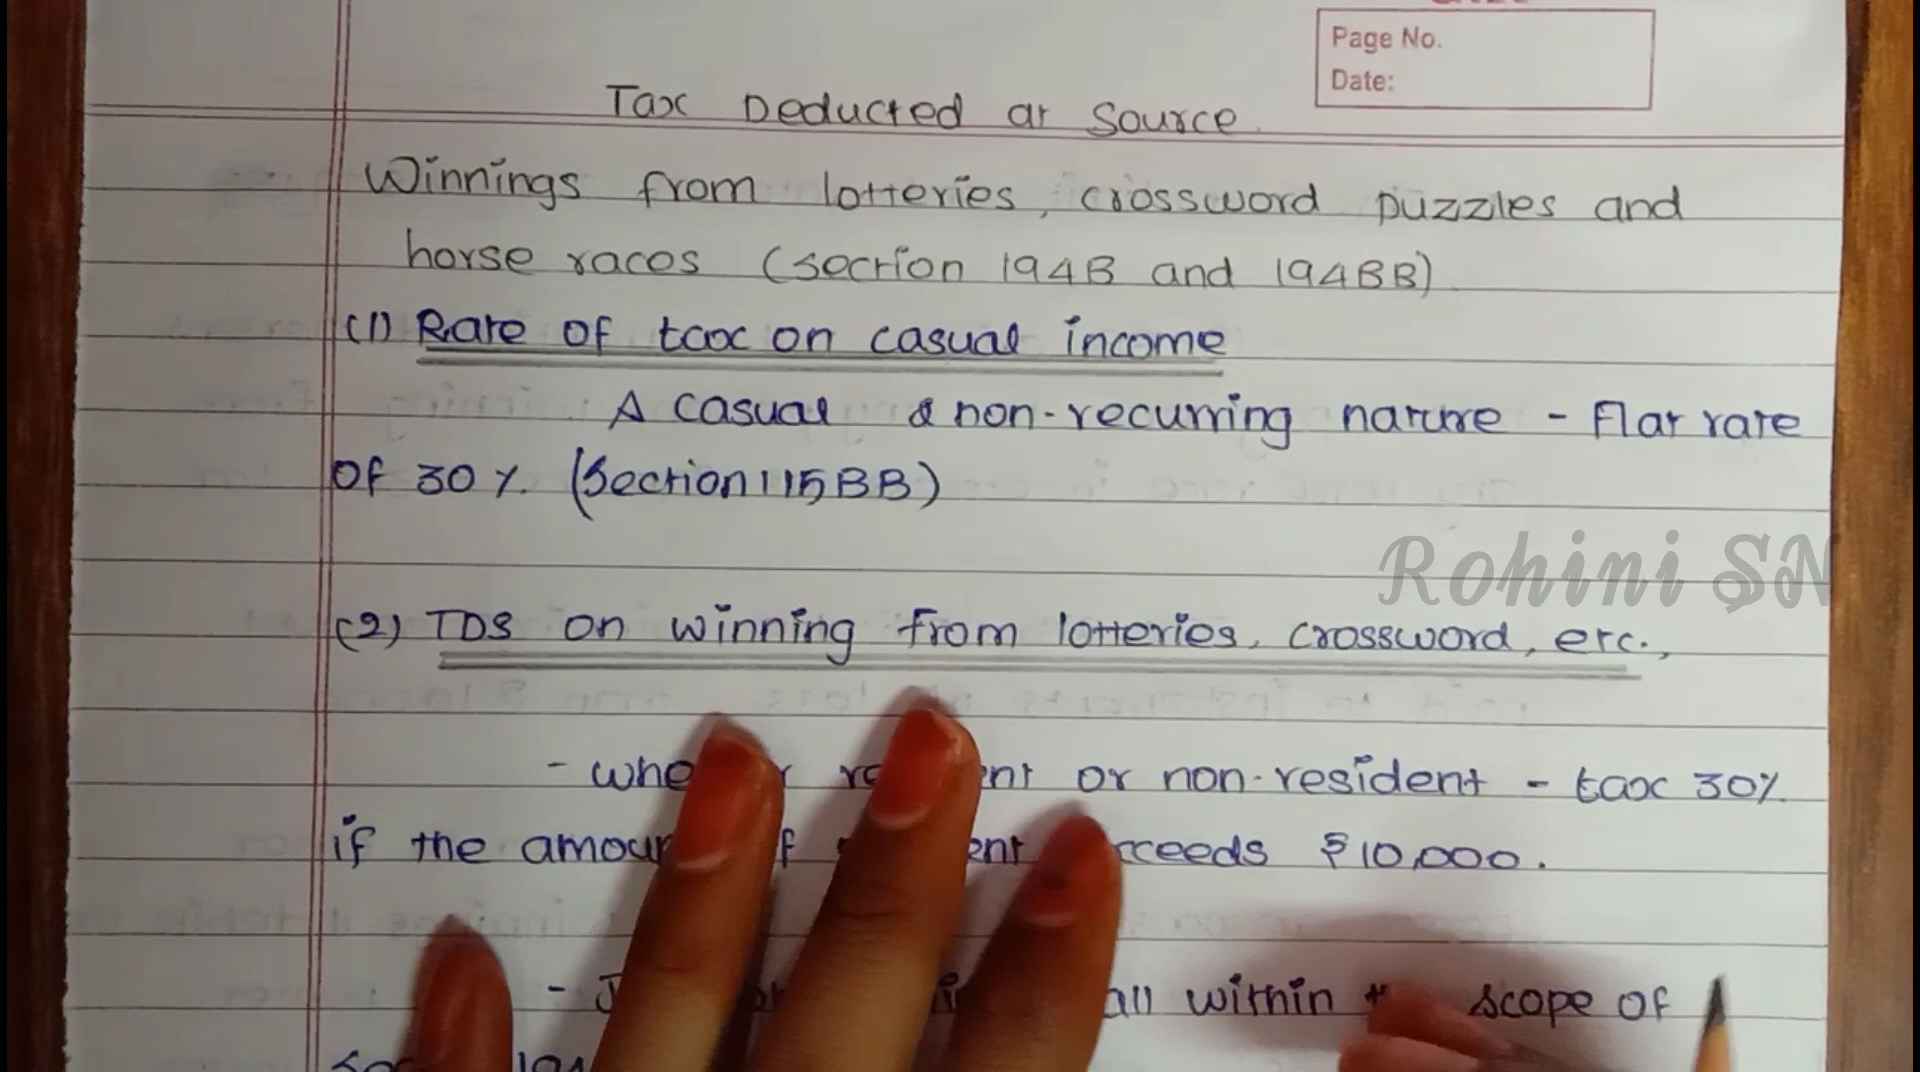 Page No.
Date:
Tax Deducted at Source
Winnings from lotteries, crossword puzzles and
horse races (section 194B and 194BB)
(1) Rate of tax on casual income
A casual & non-recurring nature - Flat rate
of 30%. (Section 115BB)
Rohini SN
(2) TDS on winning from lotteries, crossword, etc.,
- or non-resident - tax 30%
if the ₹10,000.
- within scope of